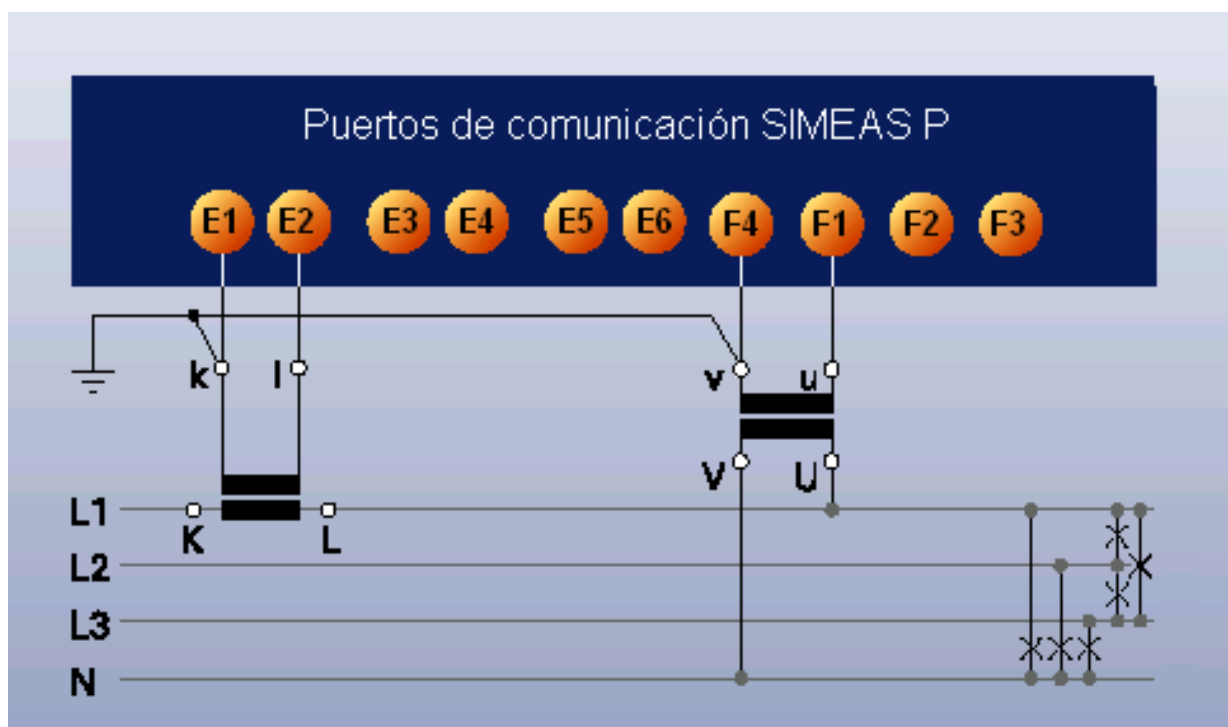 Puertos de comunicación SIMEAS P
E1 E2 E3 E4 E5 E6 F4 F1 F2 F3
k l v u
V U
L1
K L
L2
L3
N